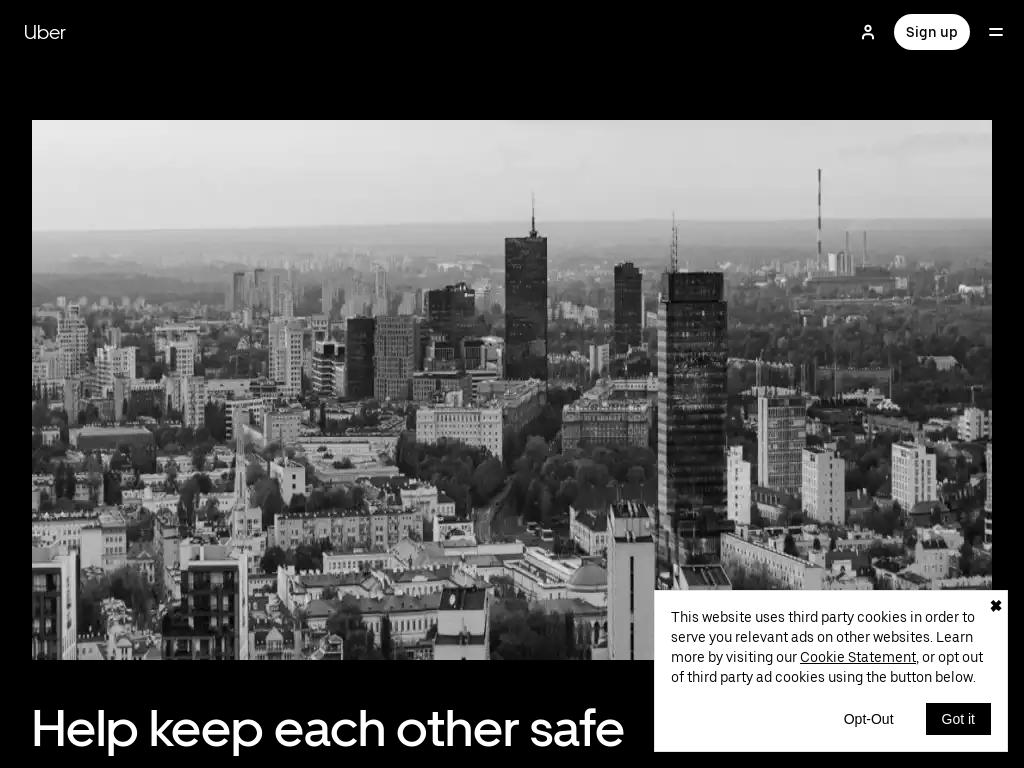 Uber
Sign up
Help keep each other safe
This website uses third party cookies in order to
serve you relevant ads on other websites. Learn
more by visiting our Cookie Statement, or opt out
of third party ad cookies using the button below.
Opt-Out
Got it